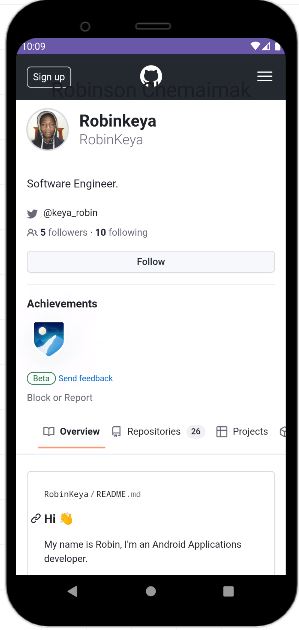 10:09
Sign up
Robinson Chemaimak
Robinkeya
RobinKeya
Software Engineer.
@keya_robin
5 followers · 10 following
Follow
Achievements
Beta Send feedback
Block or Report
Overview Repositories 26 Projects
RobinKeya/README.md
Hi 👋
My name is Robin, I'm an Android Applications
developer.